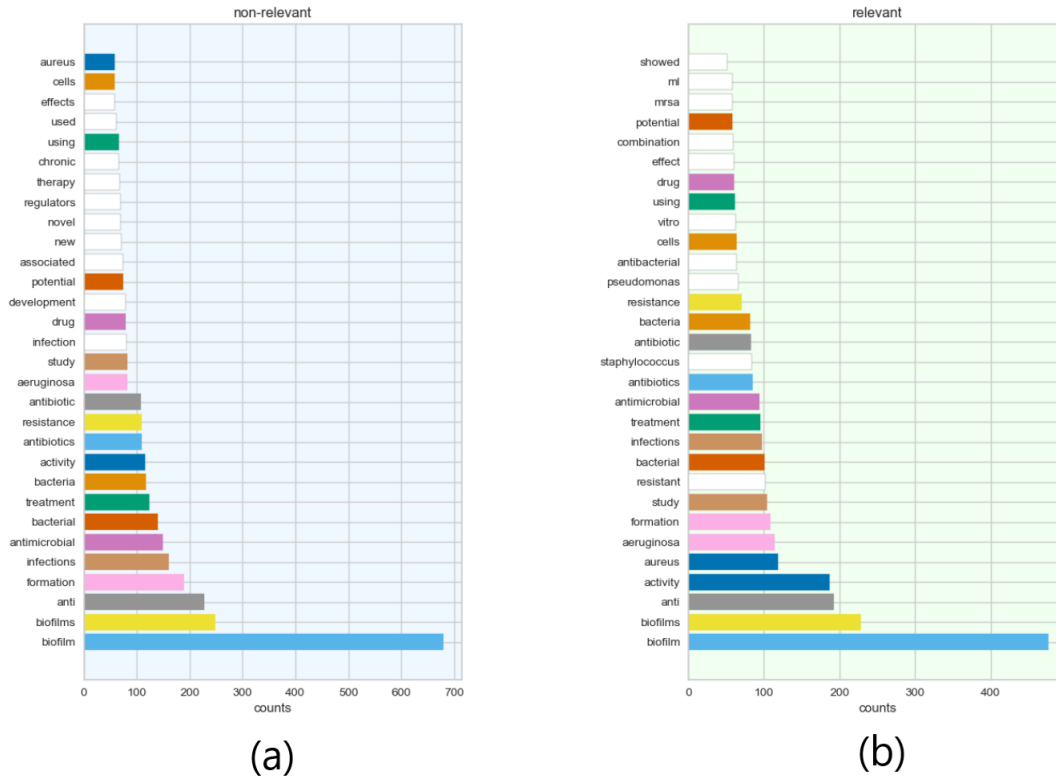 non-relevant
aureus
cells
effects
used
using
chronic
therapy
regulators
novel
new
associated
potential
development
drug
infection
study
aeruginosa
antibiotic
resistance
antibiotics
activity
bacteria
treatment
bacterial
antimicrobial
infections
formation
anti
biofilms
biofilm
0 100 200 300 400 500 600 700
counts
(a)
relevant
showed
ml
mrsa
potential
combination
effect
drug
using
vitro
cells
antibacterial
pseudomonas
resistance
bacteria
antibiotic
staphylococcus
antibiotics
antimicrobial
treatment
infections
bacterial
resistant
study
formation
aeruginosa
aureus
activity
anti
biofilms
biofilm
0 100 200 300 400
counts
(b)